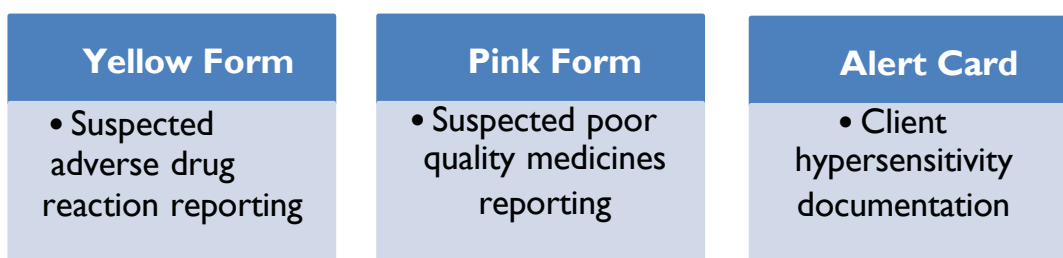 Yellow Form
• Suspected
adverse drug
reaction reporting
Pink Form
• Suspected poor
quality medicines
reporting
Alert Card
• Client
hypersensitivity
documentation